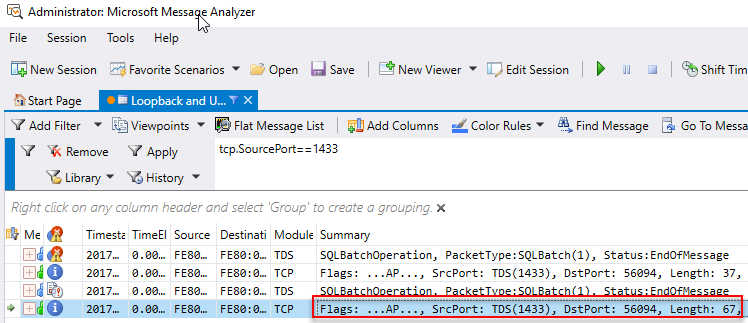 Administrator: Microsoft Message Analyzer
File Session Tools Help
New Session Favorite Scenarios Open Save New Viewer Edit Session Shift Tim
Start Page Loopback and U...
Add Filter Viewpoints Flat Message List Add Columns Color Rules Find Message Go To Messa
Remove Apply tcp.SourcePort==1433
Library History
Right click on any column header and select 'Group' to create a grouping.
Me Timesta TimeEl Source Destinati Module Summary
2017... 0.00... FE80... FE80:0... TDS SQLBatchOperation, PacketType:SQLBatch(1), Status:EndOfMessage
2017... 0.00... FE80... FE80:0... TCP Flags: ...AP..., SrcPort: TDS(1433), DstPort: 56094, Length: 37,
2017... 0.00... FE80... FE80:0... TDS SQLBatchOperation, PacketType:SQLBatch(1), Status:EndOfMessage
2017... 0.00... FE80... FE80:0... TCP Flags: ...AP..., SrcPort: TDS(1433), DstPort: 56094, Length: 67,